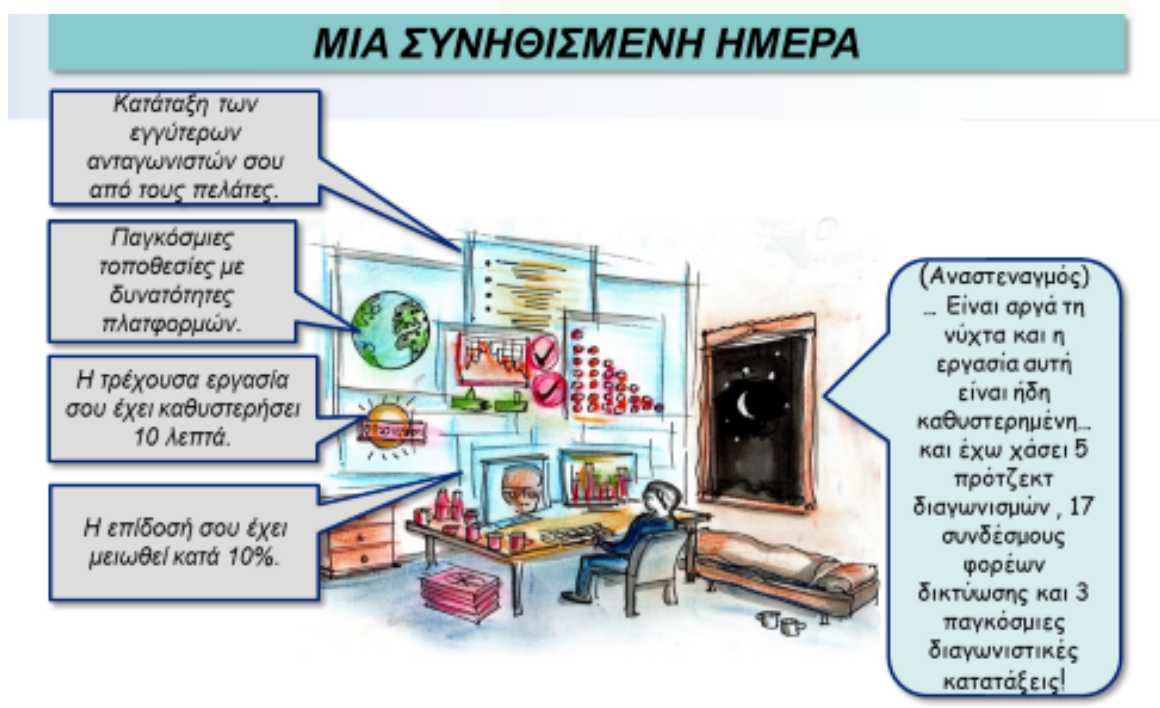 ΜΙΑ ΣΥΝΗΘΙΣΜΕΝΗ ΗΜΕΡΑ
Κατάταξη των
εγγύτερων
ανταγωνιστών σου
από τους πελάτες.
Παγκόσμιες
τοποθεσίες με
δυνατότητες
πλατφορμών.
Η τρέχουσα εργασία
σου έχει καθυστερήσει
10 λεπτά.
Η επίδοσή σου έχει
μειωθεί κατά 10%.
(Αναστεναγμός)
... Είναι αργά τη
νύχτα και η
εργασία αυτή
είναι ήδη
καθυστερημένη...
και έχω χάσει 5
πρότζεκτ
διαγωνισμών , 17
συνδέσμους
φορέων
δικτύωσης και 3
παγκόσμιες
διαγωνιστικές
κατατάξεις!